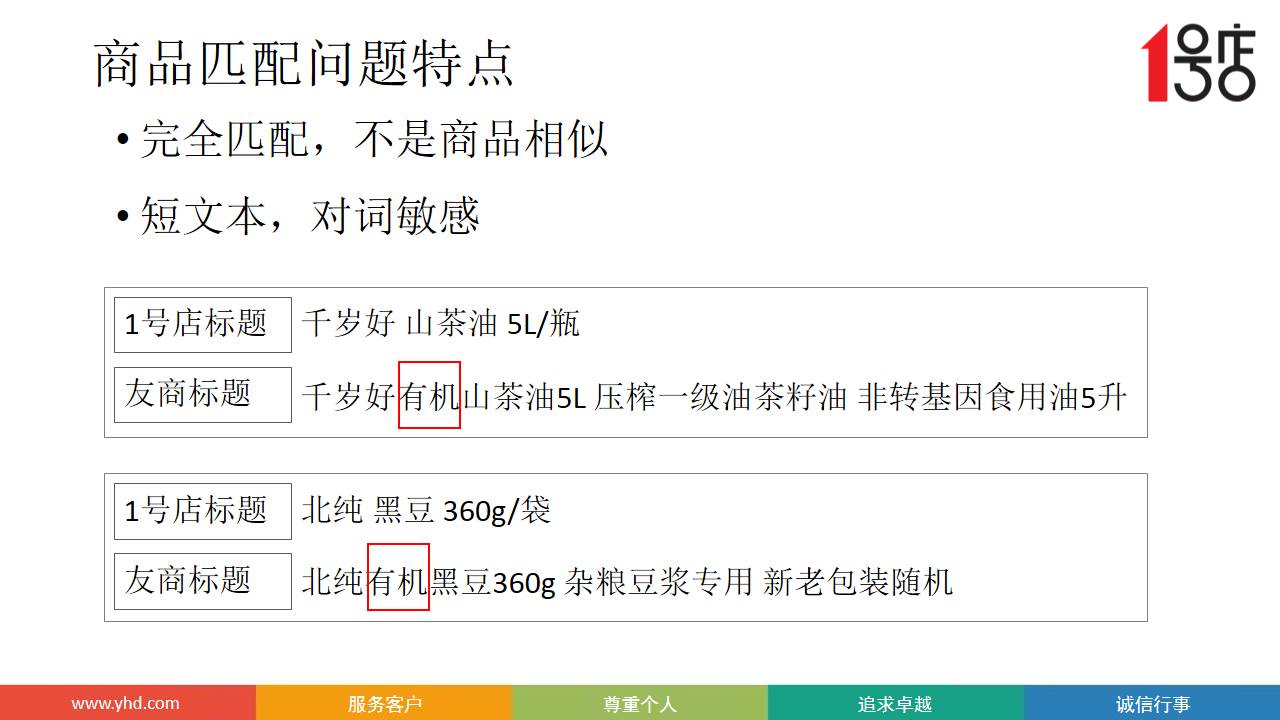 商品匹配问题特点
1号店
• 完全匹配，不是商品相似
• 短文本，对词敏感
1号店标题 千岁好 山茶油 5L/瓶
友商标题 千岁好有机山茶油5L 压榨一级油茶籽油 非转基因食用油5升
1号店标题 北纯 黑豆 360g/袋
友商标题 北纯有机黑豆360g 杂粮豆浆专用 新老包装随机
www.yhd.com 服务客户 尊重个人 追求卓越 诚信行事